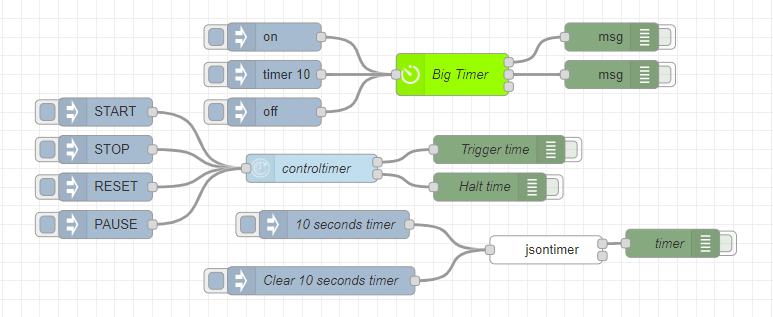 on
msg
timer 10
Big Timer
msg
off
START
STOP
Trigger time
controltimer
RESET
Halt time
PAUSE
10 seconds timer
jsontimer
timer
Clear 10 seconds timer